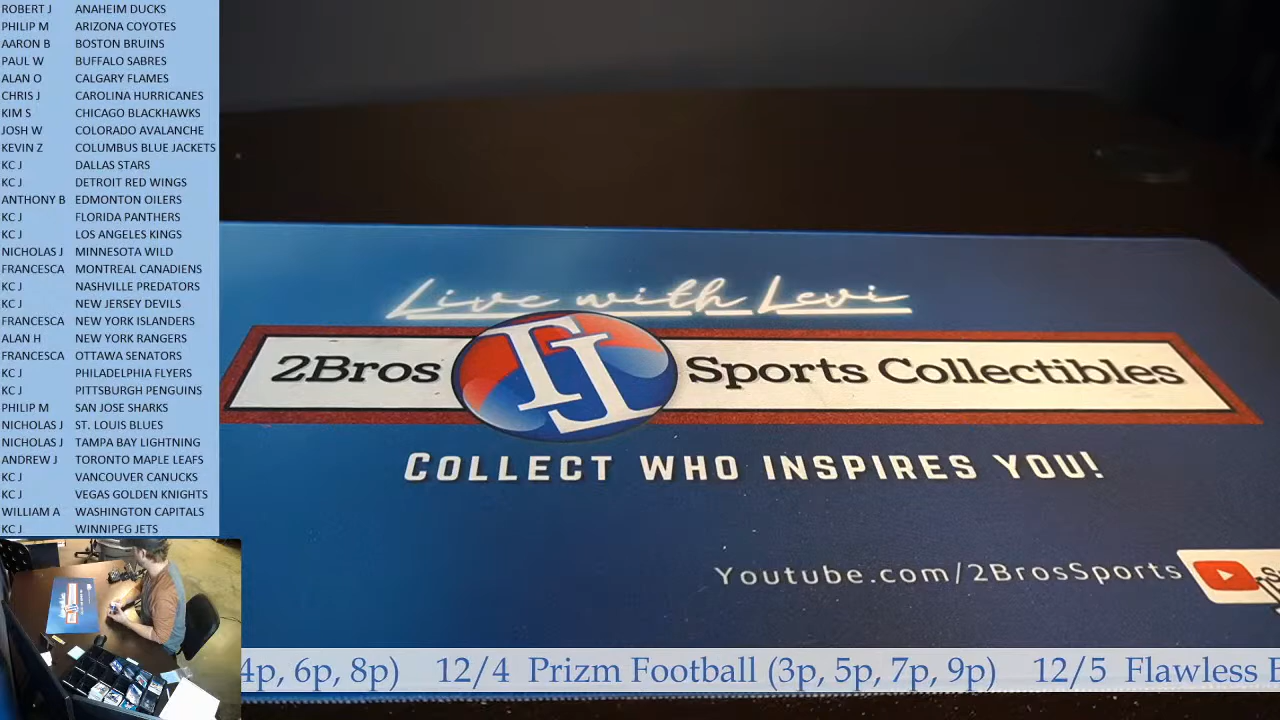 ROBERT J ANAHEIM DUCKS
PHILIP M ARIZONA COYOTES
AARON B BOSTON BRUINS
PAUL W BUFFALO SABRES
ALAN O CALGARY FLAMES
CHRIS J CAROLINA HURRICANES
KIM S CHICAGO BLACKHAWKS
JOSH W COLORADO AVALANCHE
KEVIN Z COLUMBUS BLUE JACKETS
KC J DALLAS STARS
KC J DETROIT RED WINGS
ANTHONY B EDMONTON OILERS
KC J FLORIDA PANTHERS
KC J LOS ANGELES KINGS
NICHOLAS J MINNESOTA WILD
FRANCESCA MONTREAL CANADIENS
KC J NASHVILLE PREDATORS
KC J NEW JERSEY DEVILS
FRANCESCA NEW YORK ISLANDERS
ALAN H NEW YORK RANGERS
FRANCESCA OTTAWA SENATORS
KC J PHILADELPHIA FLYERS
KC J PITTSBURGH PENGUINS
PHILIP M SAN JOSE SHARKS
NICHOLAS J ST. LOUIS BLUES
NICHOLAS J TAMPA BAY LIGHTNING
ANDREW J TORONTO MAPLE LEAFS
KC J VANCOUVER CANUCKS
KC J VEGAS GOLDEN KNIGHTS
WILLIAM A WASHINGTON CAPITALS
KC J WINNIPEG JETS
Live with Levi
2Bros Sports Collectibles
COLLECT WHO INSPIRES YOU!
Youtube.com/2BrosSports
4p, 6p, 8p) 12/4 Prizm Football (3p, 5p, 7p, 9p) 12/5 Flawless